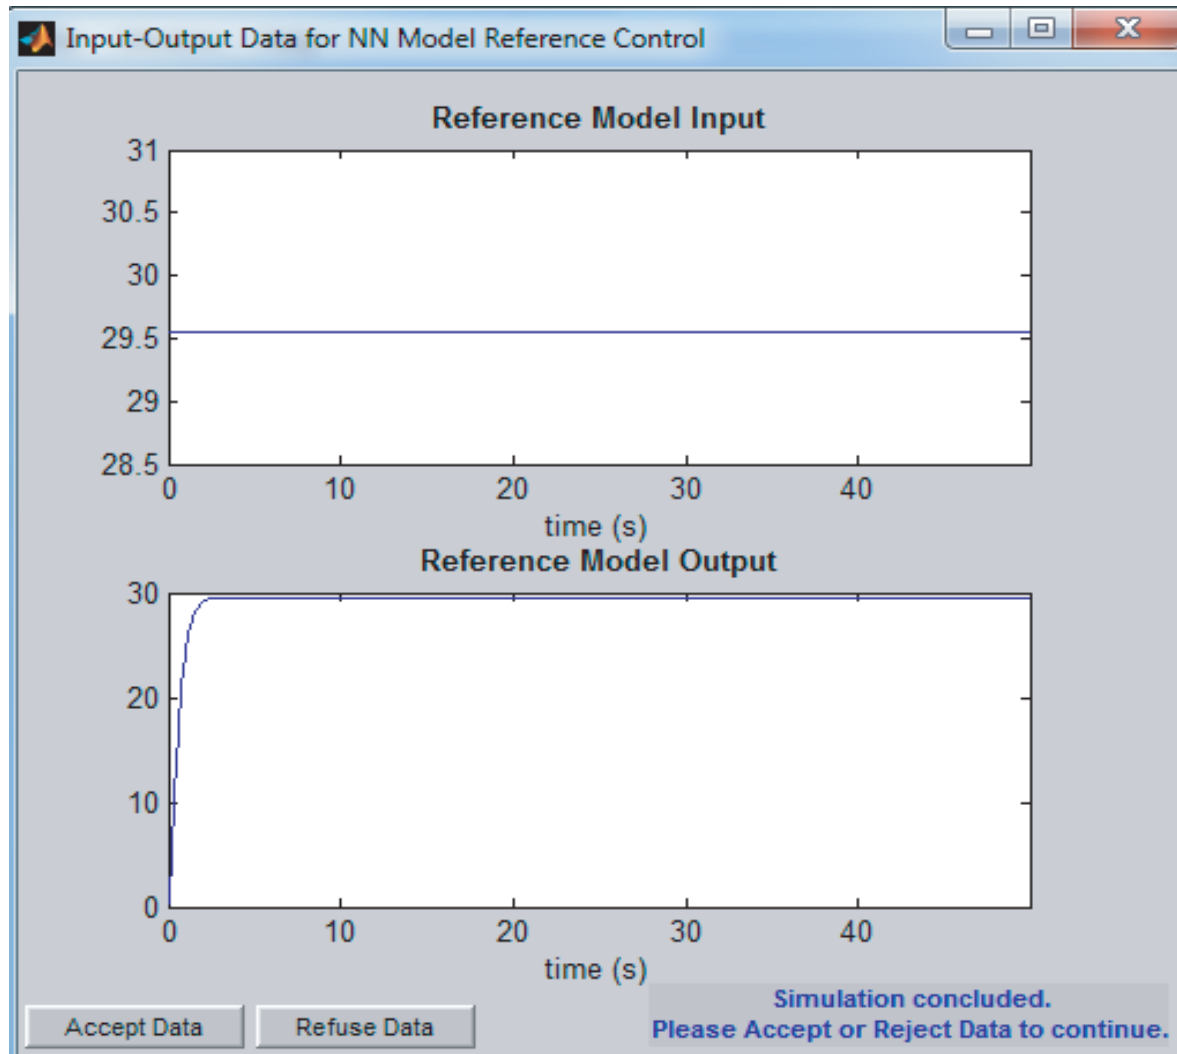 Input-Output Data for NN Model Reference Control
Reference Model Input
31
30.5
30
29.5
29
28.5
0 10 20 30 40
time (s)
Reference Model Output
30
20
10
0
0 10 20 30 40
time (s)
Accept Data Refuse Data
Simulation concluded.
Please Accept or Reject Data to continue.